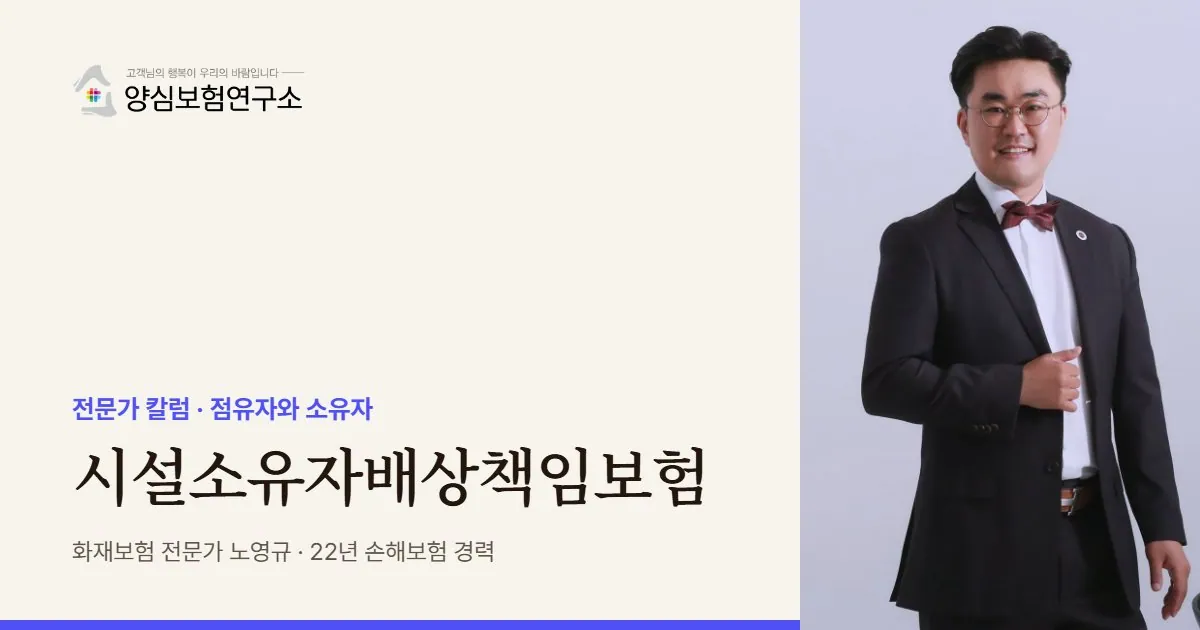 고객님의 행복이 우리의 바람입니다
양심보험연구소
전문가 칼럼 · 점유자와 소유자
시설소유자배상책임보험
화재보험 전문가 노영규 · 22년 손해보험 경력